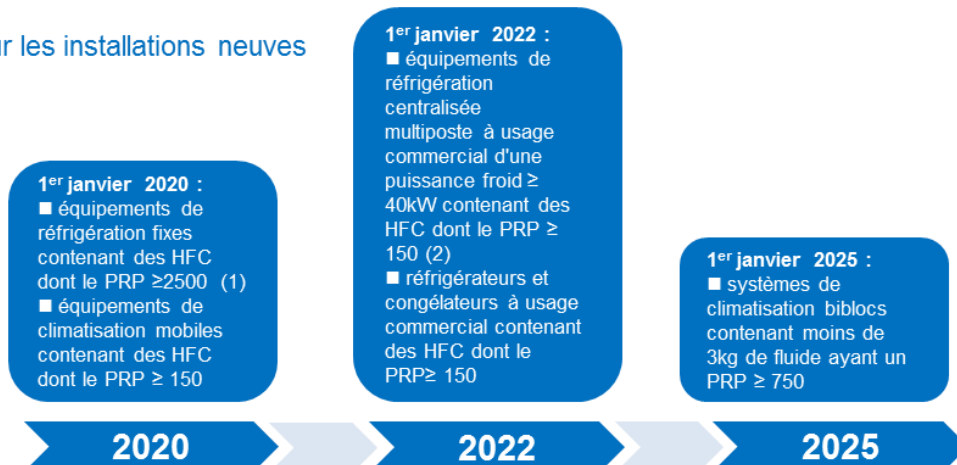 r les installations neuves
1er janvier 2020 :
■ équipements de
réfrigération fixes
contenant des HFC
dont le PRP ≥2500 (1)
■ équipements de
climatisation mobiles
contenant des HFC
dont le PRP ≥ 150
1er janvier 2022 :
■ équipements de
réfrigération
centralisée
multiposte à usage
commercial d'une
puissance froid ≥
40kW contenant des
HFC dont le PRP ≥
150 (2)
■ réfrigérateurs et
congélateurs à usage
commercial contenant
des HFC dont le
PRP≥ 150
1er janvier 2025 :
■ systèmes de
climatisation biblocs
contenant moins de
3kg de fluide ayant un
PRP ≥ 750
2020
2022
2025